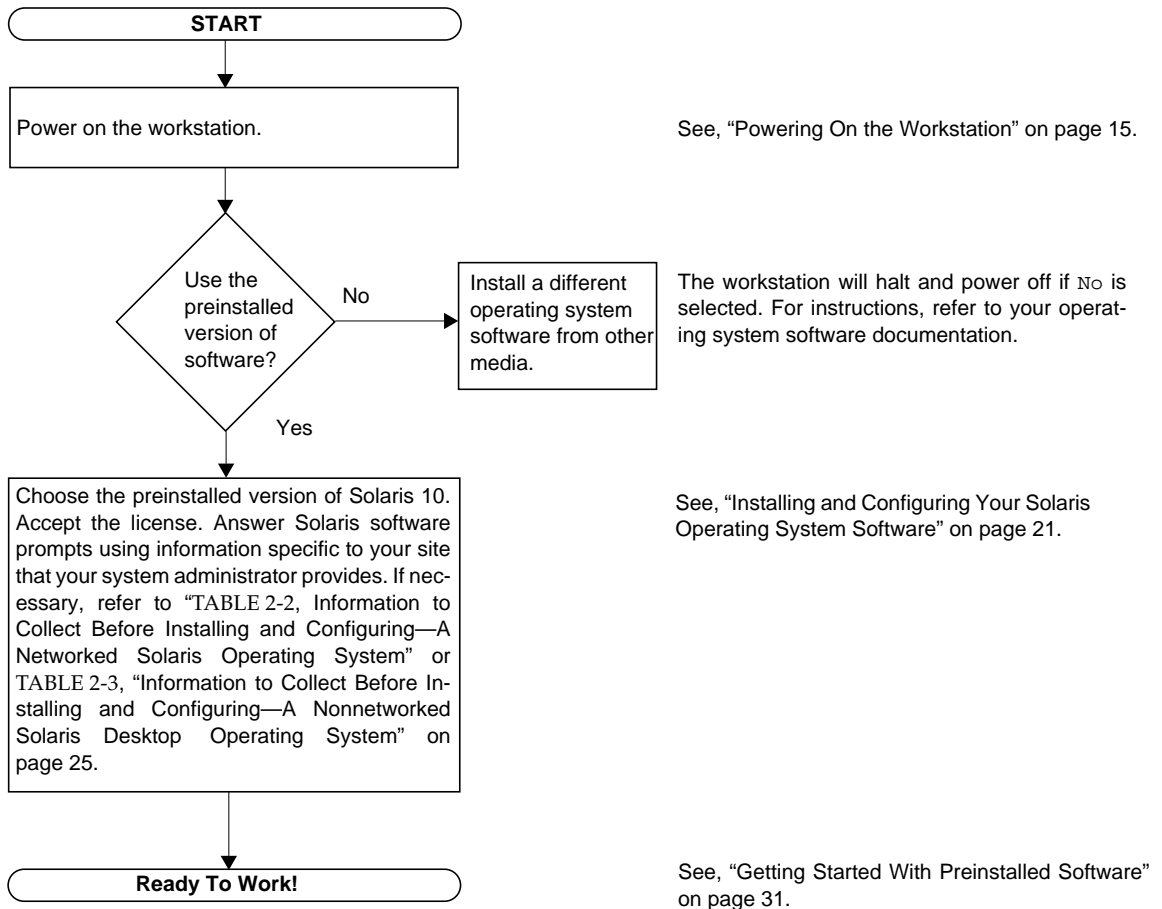 START
Power on the workstation.
See, “Powering On the Workstation” on page 15.
Use the
preinstalled
version of
software?
No
Install a different
operating system
software from other
media.
The workstation will halt and power off if No is
selected. For instructions, refer to your operat-
ing system software documentation.
Yes
Choose the preinstalled version of Solaris 10.
Accept the license. Answer Solaris software
prompts using information specific to your site
that your system administrator provides. If nec-
essary, refer to “TABLE 2-2, Information to
Collect Before Installing and Configuring—A
Networked Solaris Operating System” or
TABLE 2-3, “Information to Collect Before In-
stalling and Configuring—A Nonnetworked
Solaris Desktop Operating System” on
page 25.
See, “Installing and Configuring Your Solaris
Operating System Software” on page 21.
Ready To Work!
See, “Getting Started With Preinstalled Software”
on page 31.